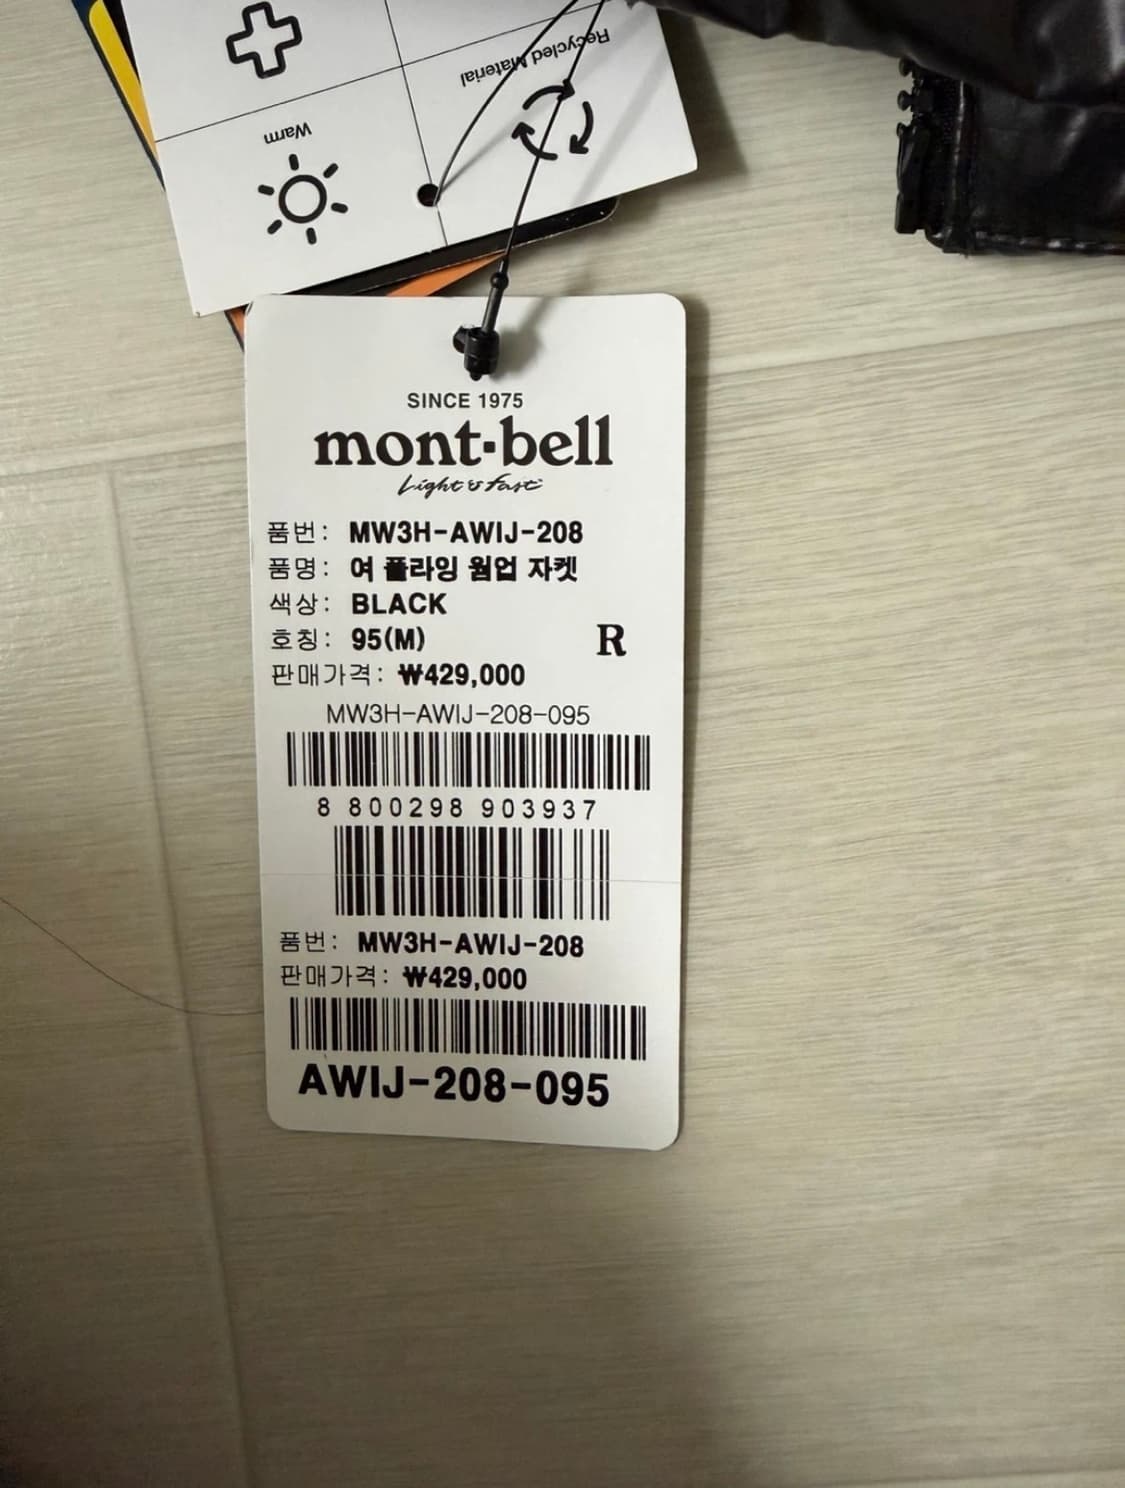 Recycled Material
Warm
SINCE 1975
mont-bell
Light & Fast
품번: MW3H-AWIJ-208
품명: 여 플라잉 웜업 자켓
색상: BLACK
호칭: 95(M) R
판매가격: ₩429,000
MW3H-AWIJ-208-095
8 800298 903937
품번: MW3H-AWIJ-208
판매가격: ₩429,000
AWIJ-208-095